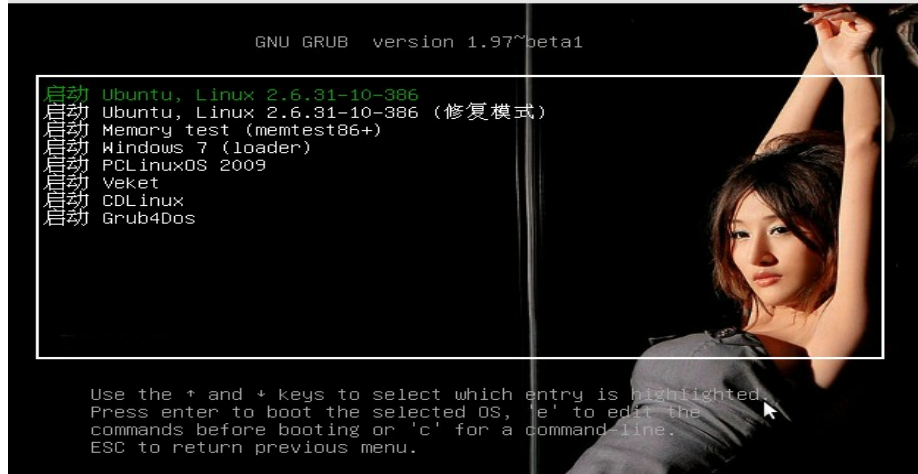 GNU GRUB version 1.97~beta1
启动 Ubuntu, Linux 2.6.31-10-386
启动 Ubuntu, Linux 2.6.31-10-386 (修复模式)
启动 Memory test (memtest86+)
启动 Windows 7 (loader)
启动 PCLinuxOS 2009
启动 Veket
启动 CDLinux
启动 Grub4Dos
Use the ↑ and ↓ keys to select which entry is highlighted.
Press enter to boot the selected OS, 'e' to edit the
commands before booting or 'c' for a command-line.
ESC to return previous menu.